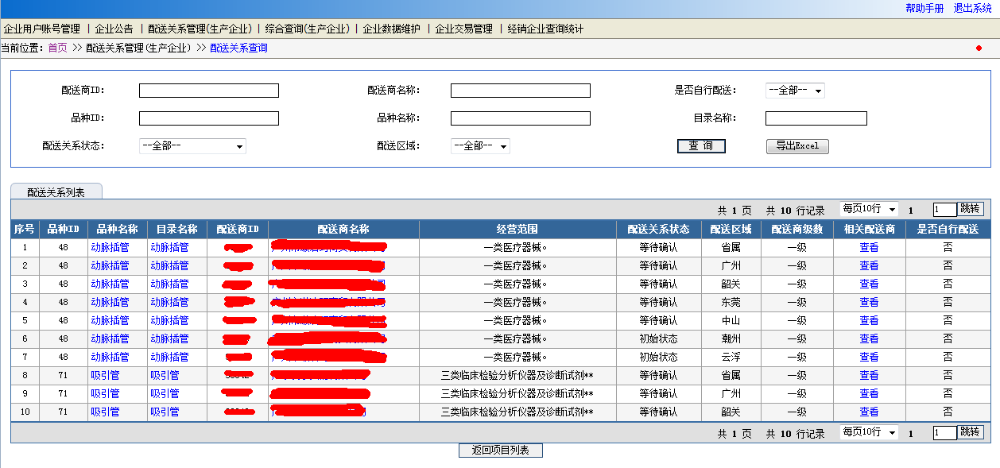 帮助手册 退出系统
企业用户账号管理 | 企业公告 | 配送关系管理(生产企业) | 综合查询(生产企业) | 企业数据维护 | 企业交易管理 | 经销企业查询统计
当前位置: 首页 >> 配送关系管理(生产企业) >> 配送关系查询
配送商ID: 配送商名称: 是否自行配送: --全部--
品种ID: 品种名称: 目录名称:
配送关系状态: --全部-- 配送区域: --全部-- 查 询 导出Excel
配送关系列表
共 1 页 共 10 行记录 每页10行 1 1 跳转
序号 品种ID 品种名称 目录名称 配送商ID 配送商名称 经营范围 配送关系状态 配送区域 配送商级数 相关配送商 是否自行配送
1 48 动脉插管 动脉插管 一类医疗器械。 等待确认 省属 一级 查看 否
2 48 动脉插管 动脉插管 一类医疗器械。 等待确认 广州 一级 查看 否
3 48 动脉插管 动脉插管 一类医疗器械。 等待确认 韶关 一级 查看 否
4 48 动脉插管 动脉插管 一类医疗器械。 等待确认 东莞 一级 查看 否
5 48 动脉插管 动脉插管 一类医疗器械。 等待确认 中山 一级 查看 否
6 48 动脉插管 动脉插管 一类医疗器械。 初始状态 潮州 一级 查看 否
7 48 动脉插管 动脉插管 一类医疗器械。 初始状态 云浮 一级 查看 否
8 71 吸引管 吸引管 三类临床检验分析仪器及诊断试剂** 等待确认 省属 一级 查看 否
9 71 吸引管 吸引管 三类临床检验分析仪器及诊断试剂** 等待确认 广州 一级 查看 否
10 71 吸引管 吸引管 三类临床检验分析仪器及诊断试剂** 等待确认 韶关 一级 查看 否
共 1 页 共 10 行记录 每页10行 1 1 跳转
返回项目列表